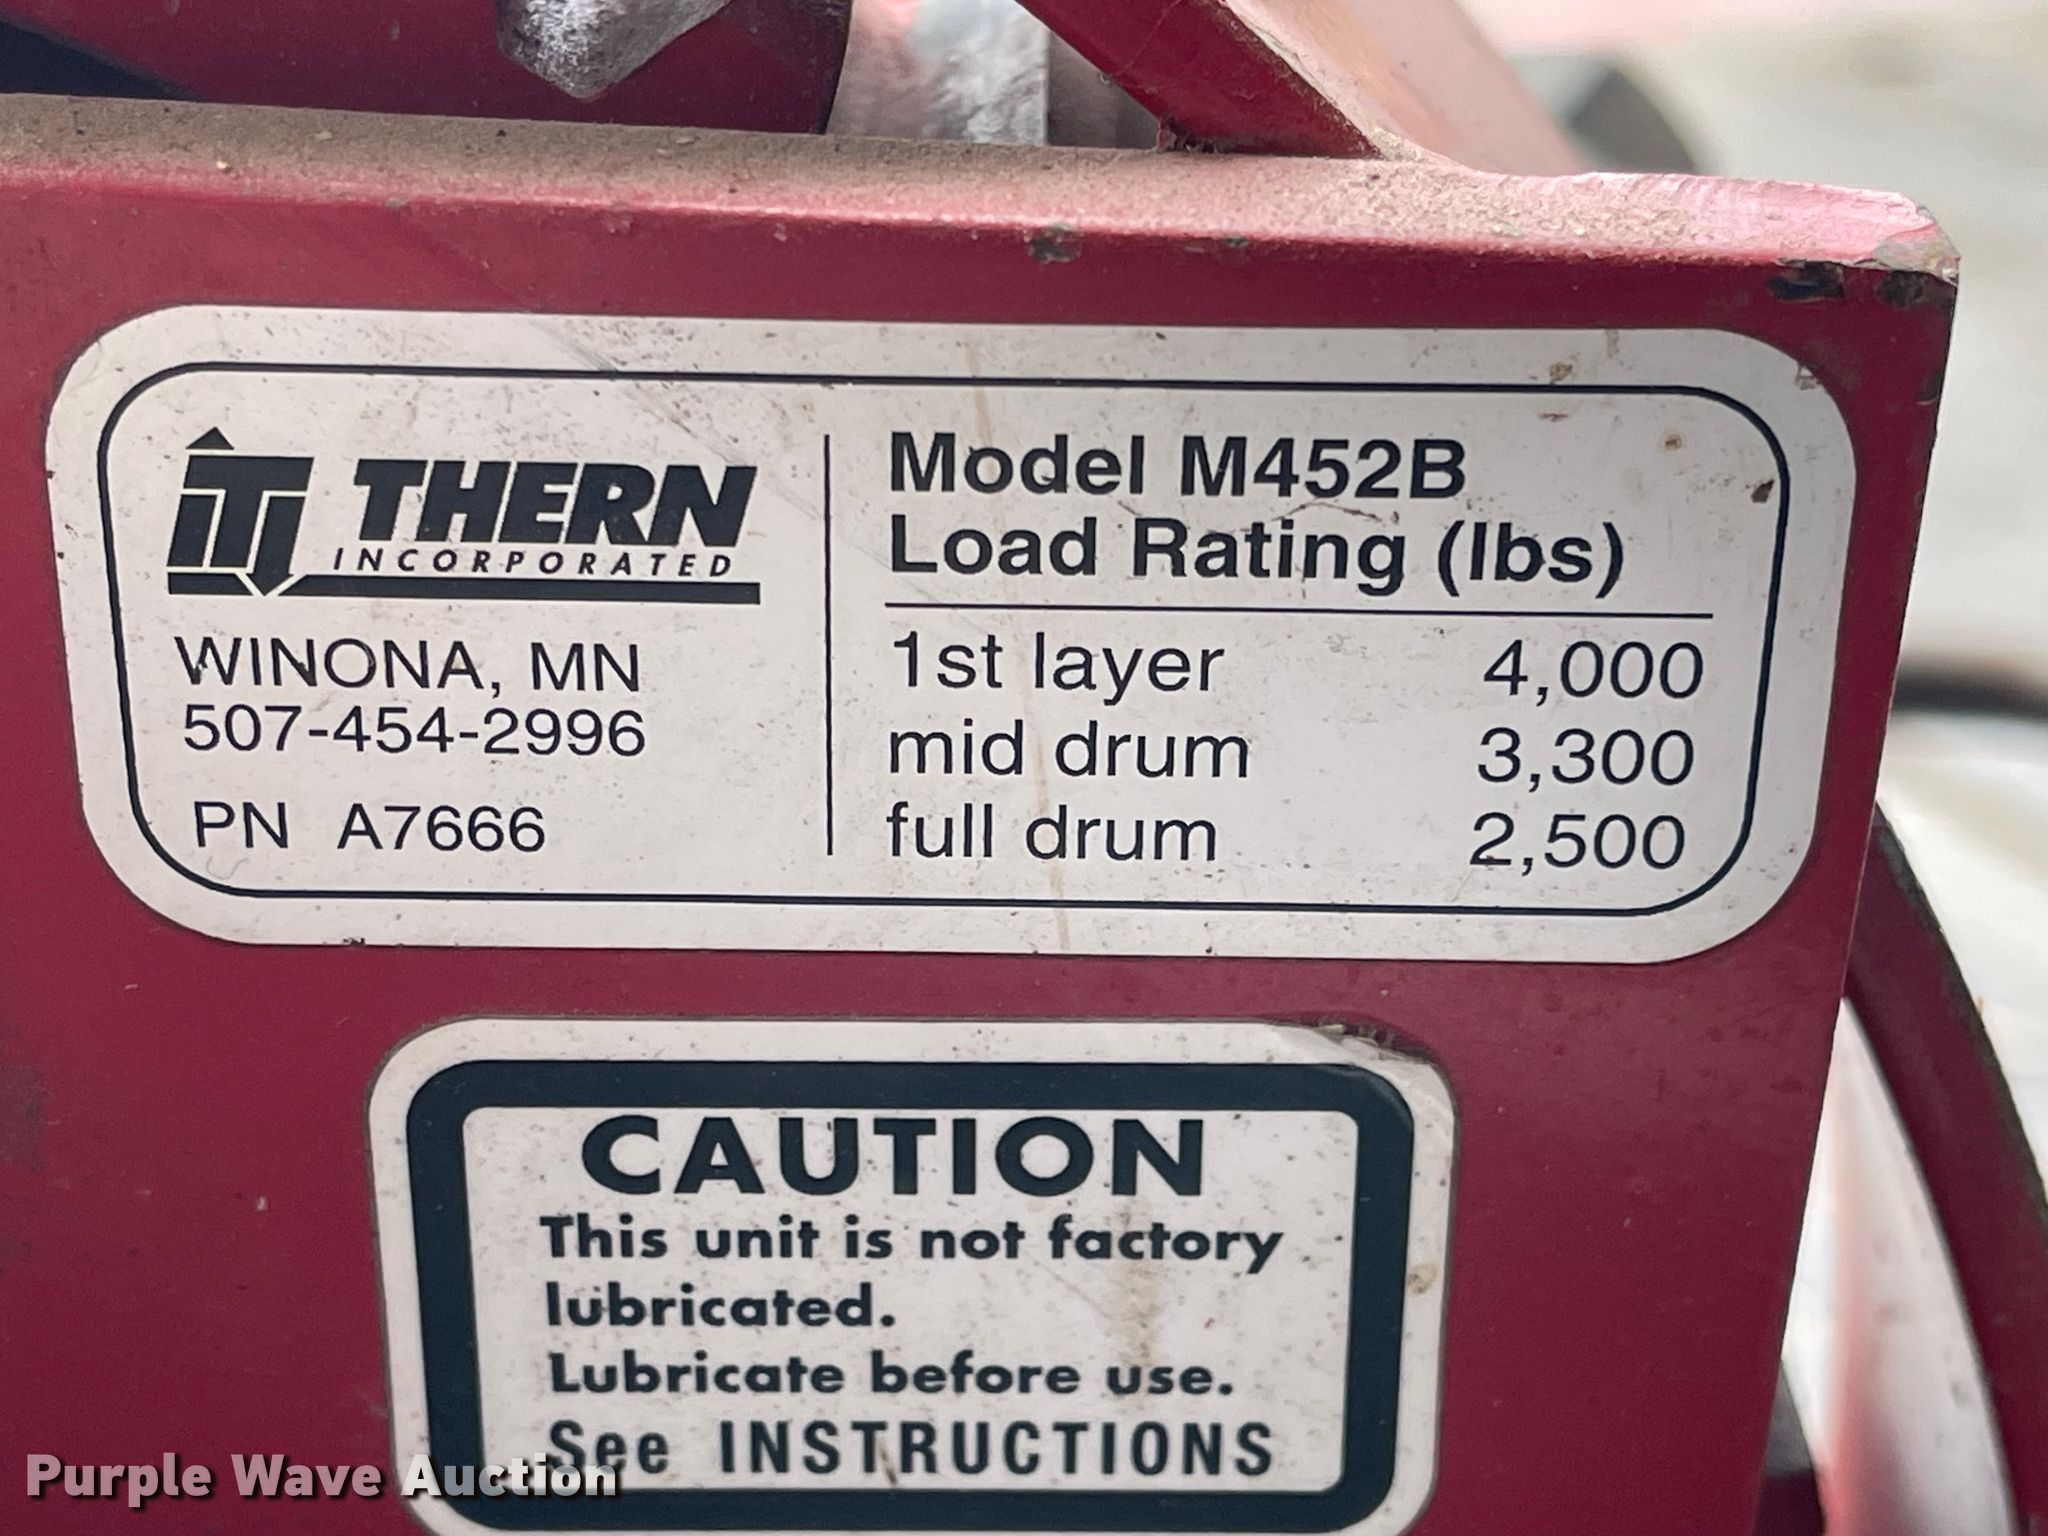 THERN
INCORPORATED
WINONA, MN
507-454-2996
PN A7666
Model M452B
Load Rating (lbs)
1st layer 4,000
mid drum 3,300
full drum 2,500
CAUTION
This unit is not factory
lubricated.
Lubricate before use.
See INSTRUCTIONS
Purple Wave Auction